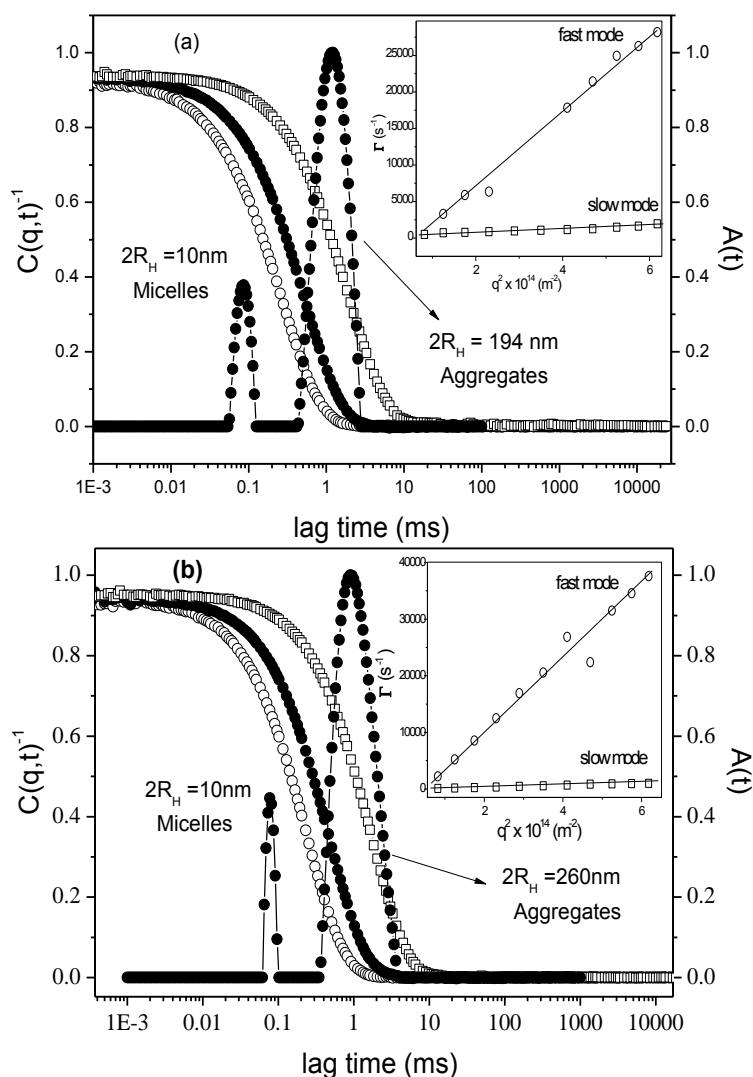 (a)
fast mode
slow mode
Γ (s⁻¹)
25000
20000
15000
10000
5000
0
2 4 6
q² x 10¹⁴ (m⁻²)
1.0
0.8
0.6
0.4
0.2
0.0
C(q,t)⁻¹
A(t)
1.0
0.8
0.6
0.4
0.2
0.0
2R_H =10nm
Micelles
2R_H = 194 nm
Aggregates
1E-3 0.01 0.1 1 10 100 1000 10000
lag time (ms)
(b)
fast mode
slow mode
Γ (s⁻¹)
40000
30000
20000
10000
0
2 4 6
q² x 10¹⁴ (m⁻²)
1.0
0.8
0.6
0.4
0.2
0.0
C(q,t)⁻¹
A(t)
1.0
0.8
0.6
0.4
0.2
0.0
2R_H =10nm
Micelles
2R_H =260nm
Aggregates
1E-3 0.01 0.1 1 10 100 1000 10000
lag time (ms)